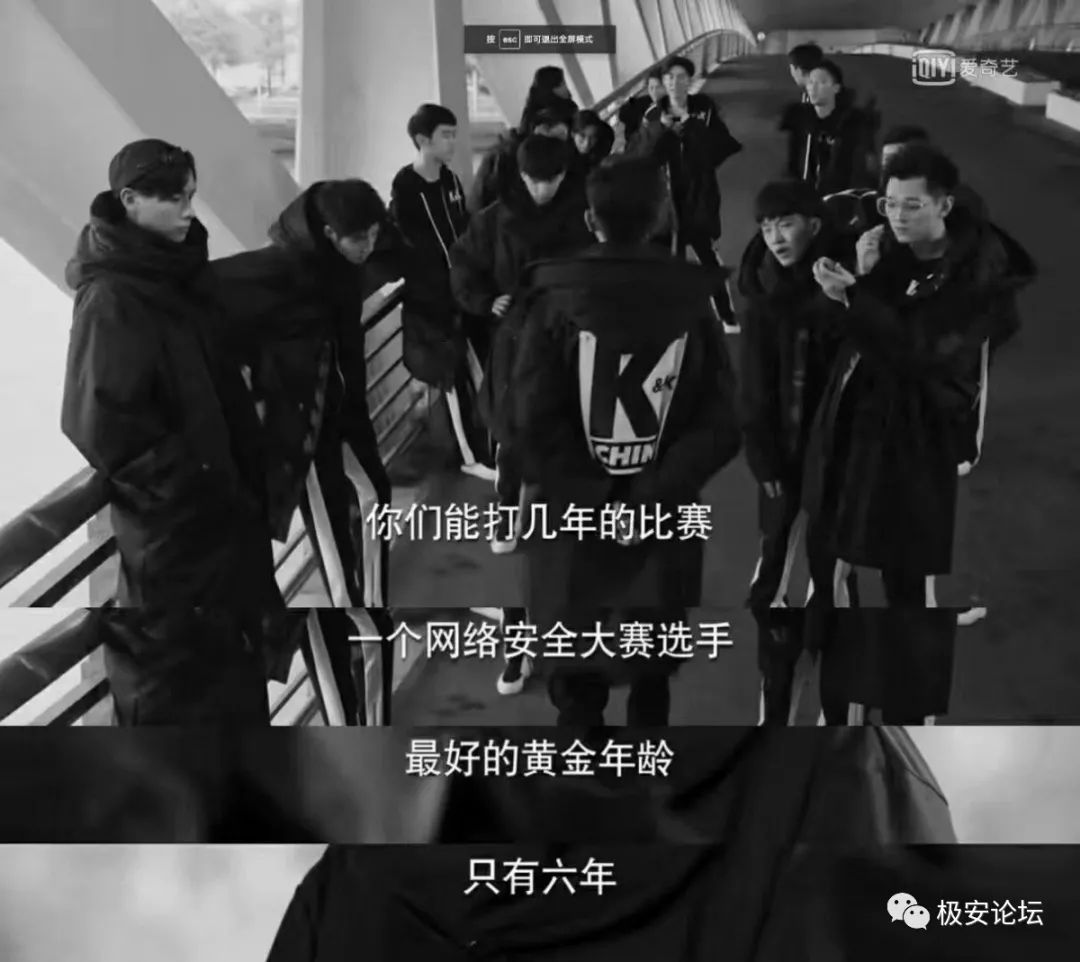 按 esc 即可退出全屏模式
iQIYI 爱奇艺
K
&K
CHIN
你们能打几年的比赛
一个网络安全大赛选手
最好的黄金年龄
只有六年
极安论坛